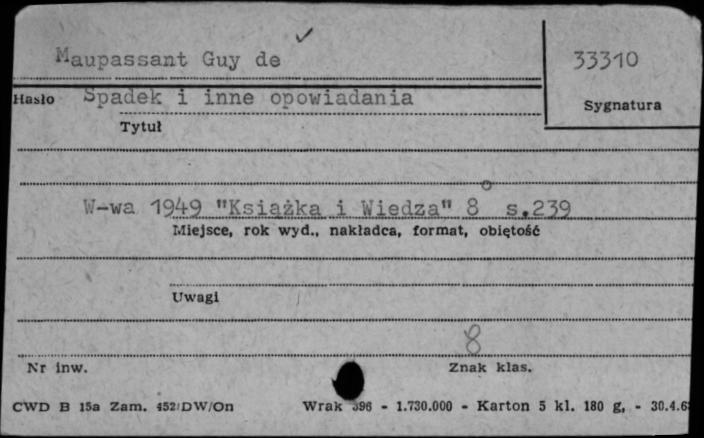 Maupassant Guy de
33310
Hasło Spadek i inne opowiadania
Sygnatura
Tytuł
W-wa 1949 "Książka i Wiedza" 8° s.239
Miejsce, rok wyd., nakładca, format, obiętość
Uwagi
8
Nr inw. Znak klas.
CWD B 15a Zam. 452/DW/On Wrak 396 - 1.730.000 - Karton 5 kl. 180 g, - 30.4.6